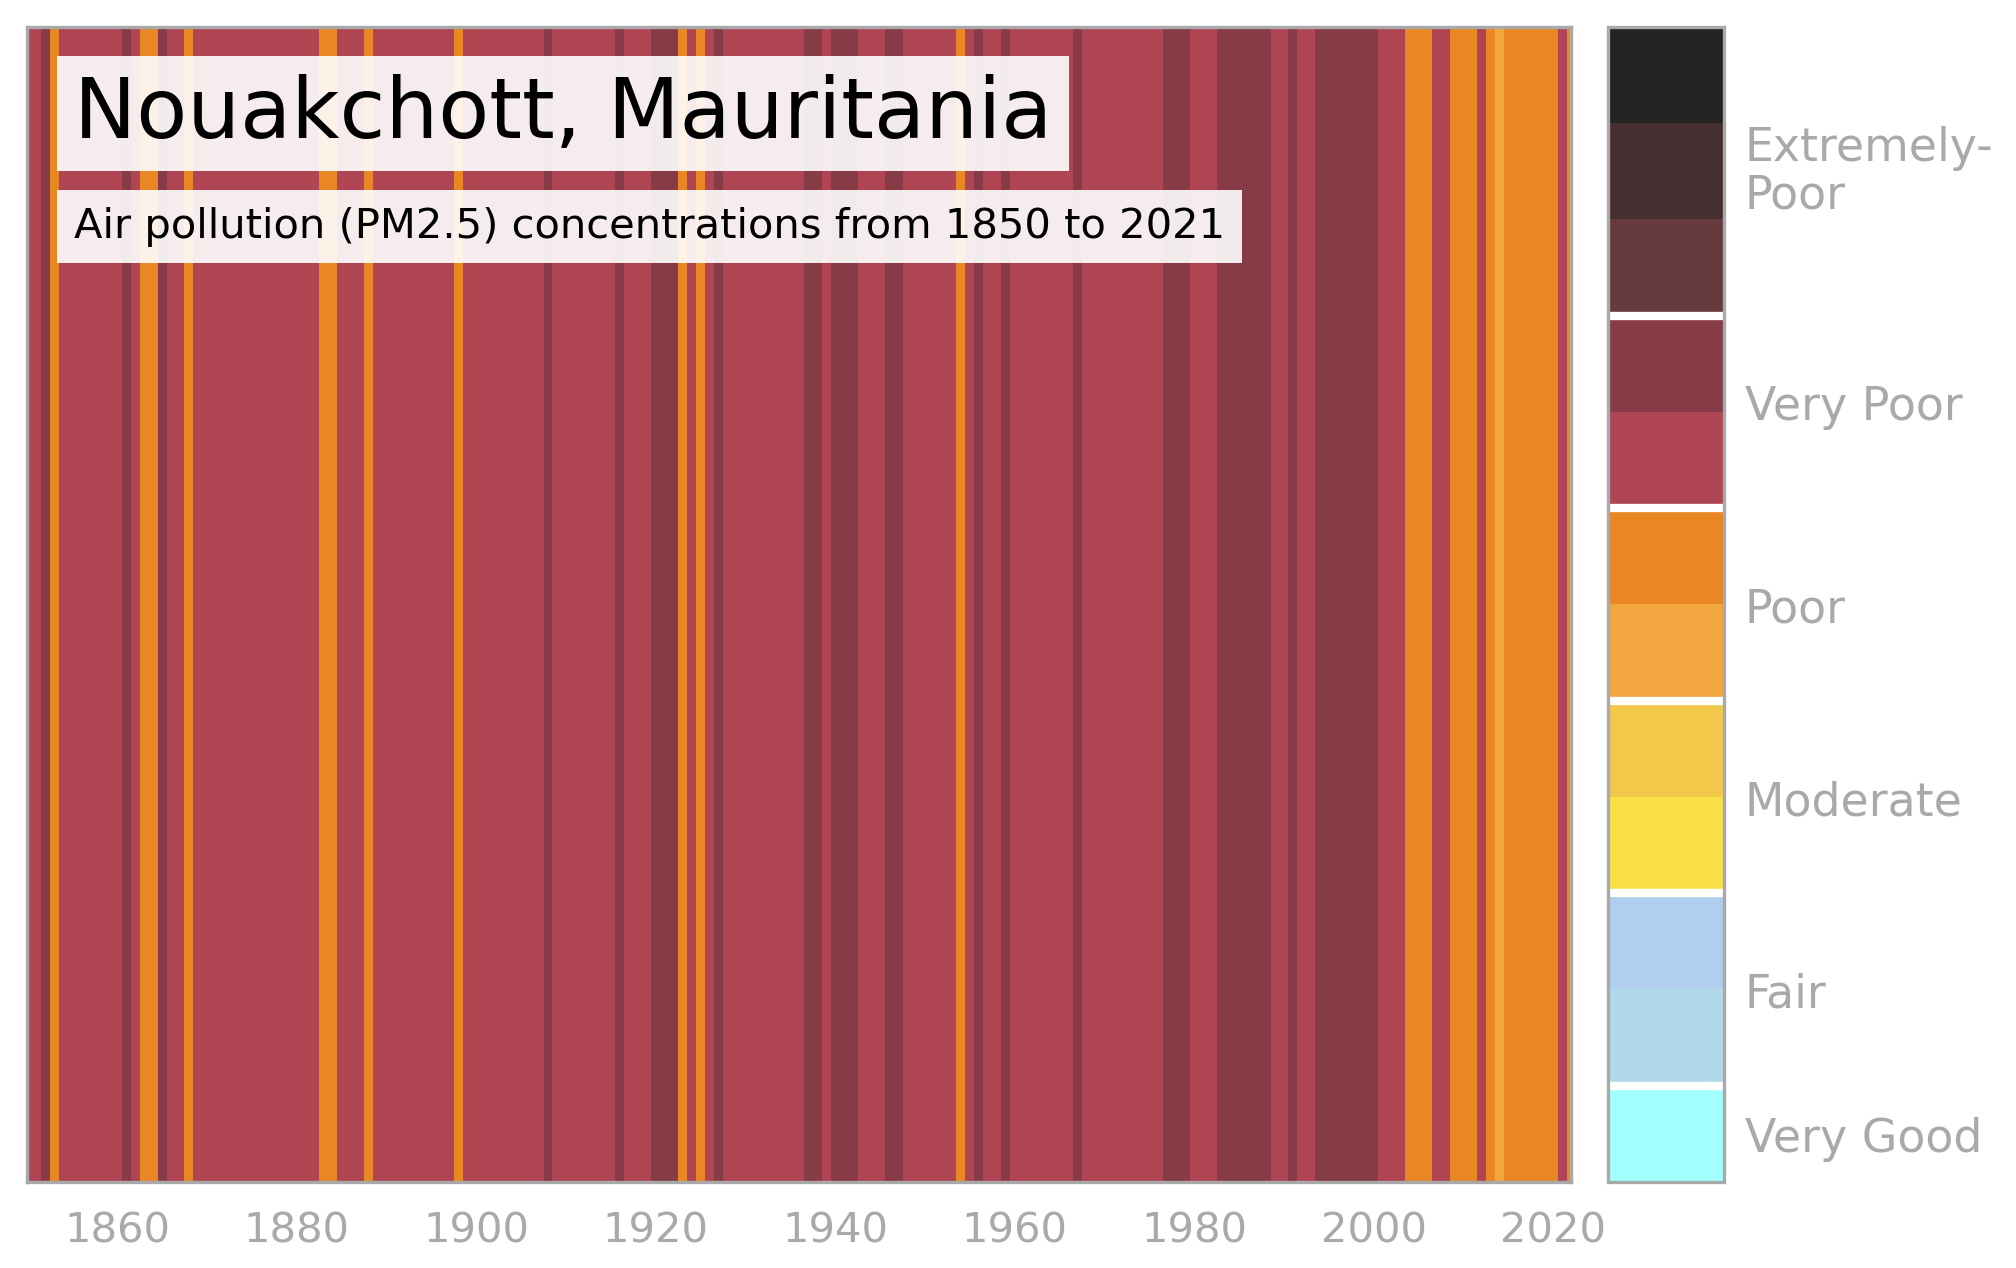 Nouakchott, Mauritania
Air pollution (PM2.5) concentrations from 1850 to 2021
Extremely-
Poor
Very Poor
Poor
Moderate
Fair
Very Good
1860 1880 1900 1920 1940 1960 1980 2000 2020